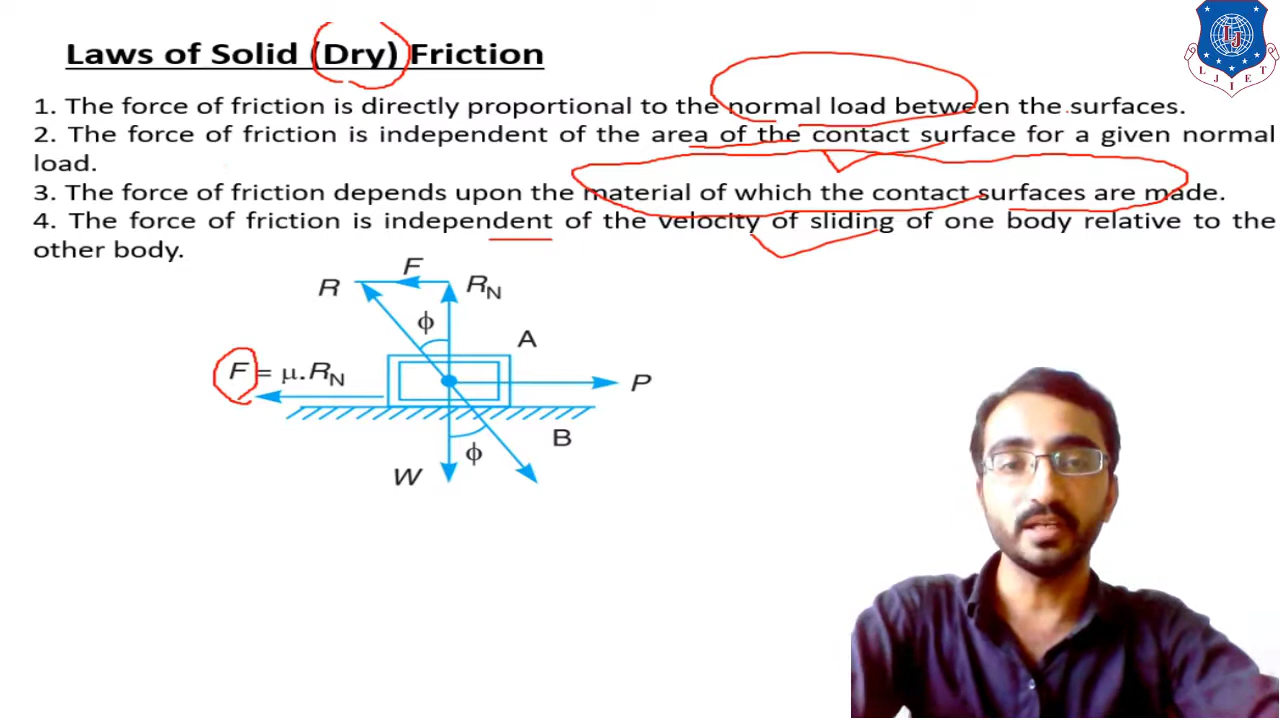 Laws of Solid (Dry) Friction
1. The force of friction is directly proportional to the normal load between the surfaces.
2. The force of friction is independent of the area of the contact surface for a given normal
load.
3. The force of friction depends upon the material of which the contact surfaces are made.
4. The force of friction is independent of the velocity of sliding of one body relative to the
other body.
F
R
RN
ϕ
A
F = μ.RN
P
B
ϕ
W
LJ
L J I E T